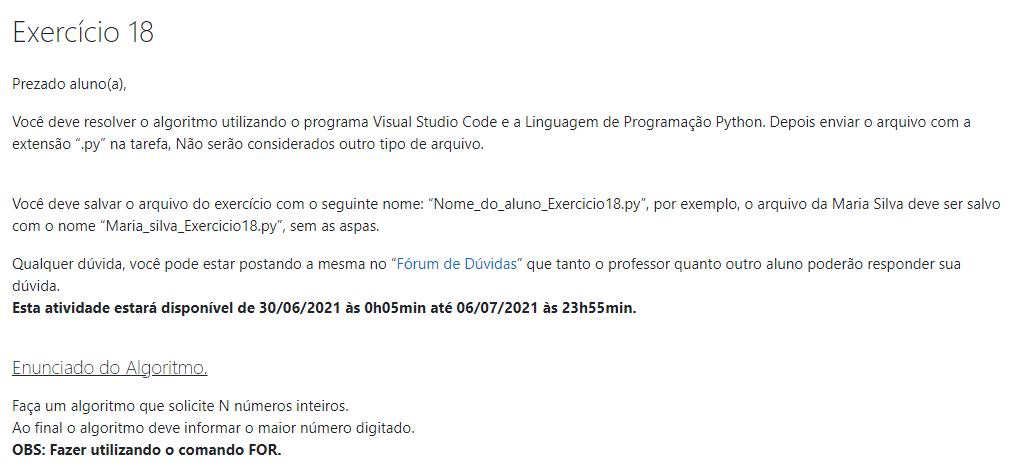 Exercício 18
Prezado aluno(a),
Você deve resolver o algoritmo utilizando o programa Visual Studio Code e a Linguagem de Programação Python. Depois enviar o arquivo com a
extensão “.py” na tarefa, Não serão considerados outro tipo de arquivo.
Você deve salvar o arquivo do exercício com o seguinte nome: “Nome_do_aluno_Exercicio18.py”, por exemplo, o arquivo da Maria Silva deve ser salvo
com o nome “Maria_silva_Exercicio18.py”, sem as aspas.
Qualquer dúvida, você pode estar postando a mesma no “Fórum de Dúvidas” que tanto o professor quanto outro aluno poderão responder sua
dúvida.
Esta atividade estará disponível de 30/06/2021 às 0h05min até 06/07/2021 às 23h55min.
Enunciado do Algoritmo.
Faça um algoritmo que solicite N números inteiros.
Ao final o algoritmo deve informar o maior número digitado.
OBS: Fazer utilizando o comando FOR.